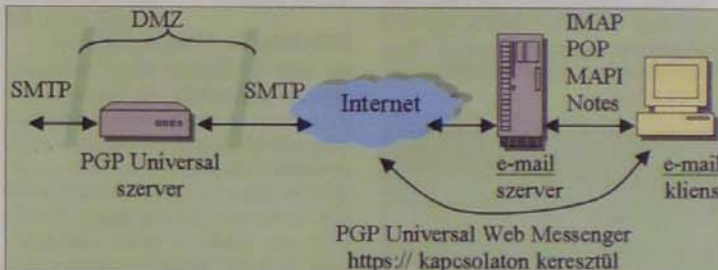 DMZ
SMTP
SMTP
PGP Universal
szerver
Internet
IMAP
POP
MAPI
Notes
e-mail
szerver
e-mail
kliens
PGP Universal Web Messenger
https:// kapcsolaton keresztül